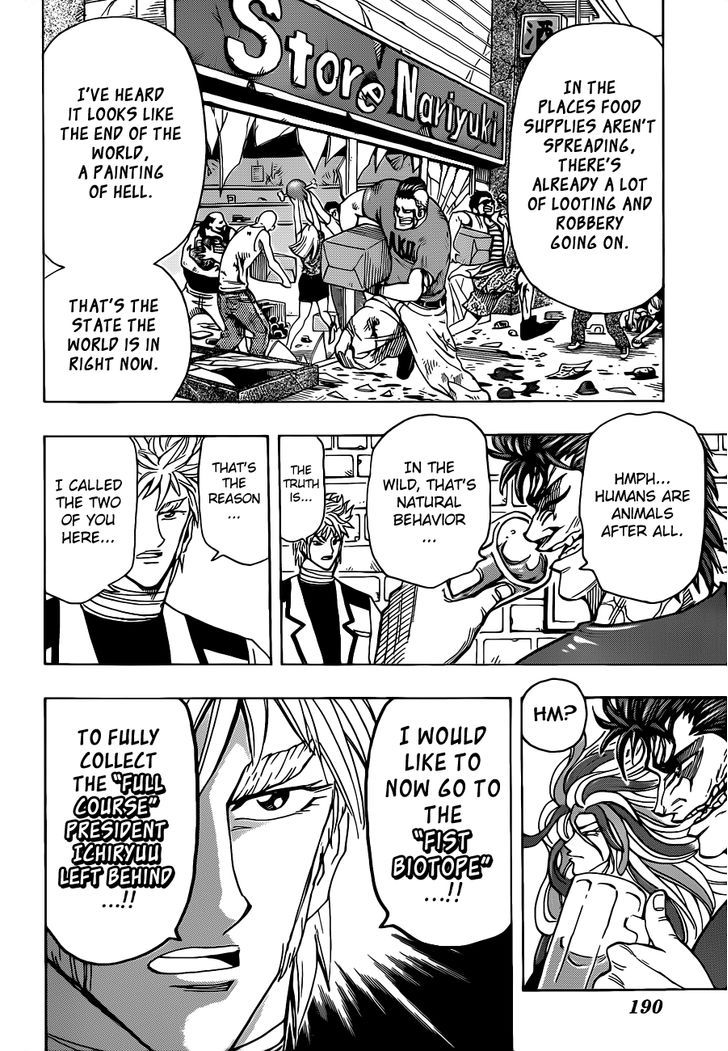 Store Nariyuki
酒
IN THE
PLACES FOOD
SUPPLIES AREN'T
SPREADING,
THERE'S
ALREADY A LOT
OF LOOTING AND
ROBBERY
GOING ON.
I'VE HEARD
IT LOOKS LIKE
THE END OF THE
WORLD,
A PAINTING
OF HELL.
THAT'S THE
STATE THE
WORLD IS IN
RIGHT NOW.
HMPH...
HUMANS ARE
ANIMALS
AFTER ALL.
IN THE
WILD, THAT'S
NATURAL
BEHAVIOR
...
THE
TRUTH
IS...
THAT'S
THE
REASON
...
I CALLED
THE TWO
OF YOU
HERE...
HM?
I WOULD
LIKE TO
NOW GO TO
THE
"FIST
BIOTOPE"
...!!
TO FULLY
COLLECT
THE "FULL
COURSE"
PRESIDENT
ICHIRYUU
LEFT BEHIND
...!!
190